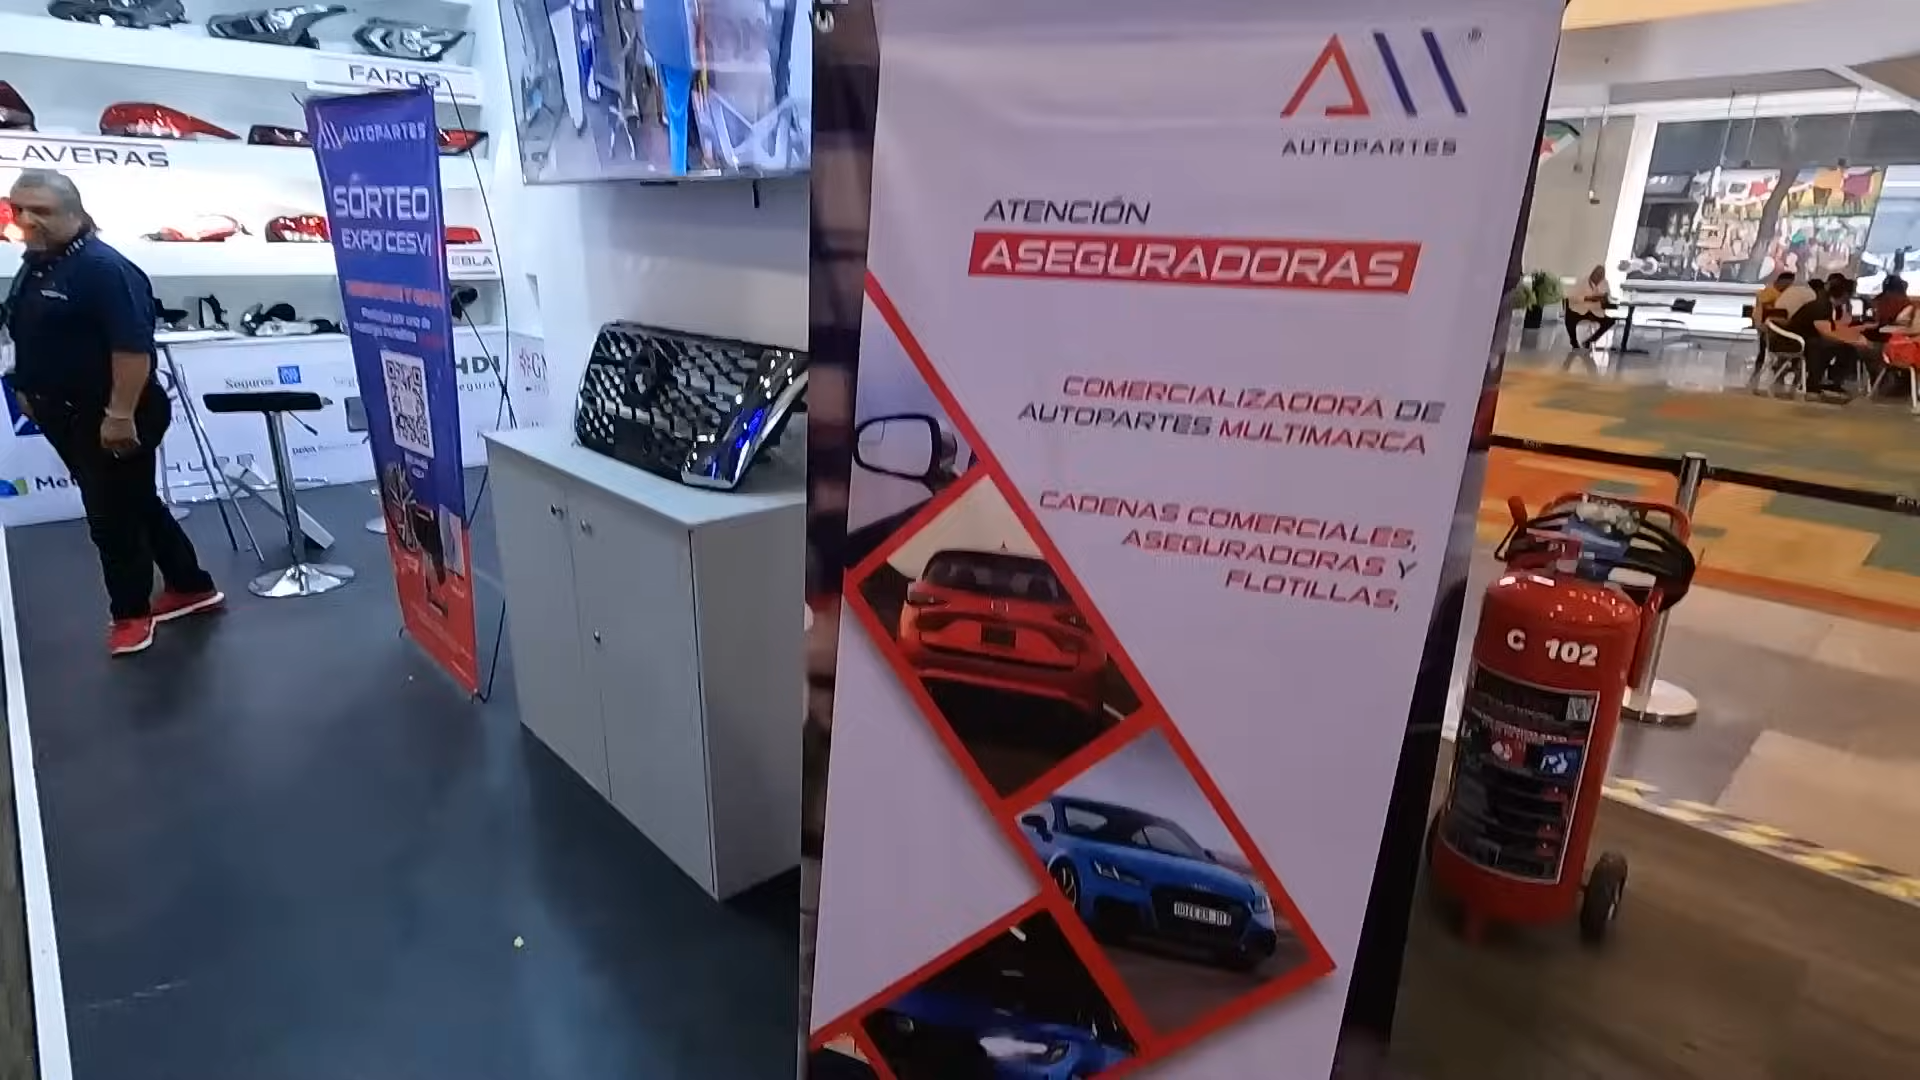 FAROS
CALAVERAS
AUTOPARTES
SORTEO
EXPO CESVI
HDI
Seguros
C 102
AUTOPARTES
ATENCIÓN
ASEGURADORAS
COMERCIALIZADORA DE
AUTOPARTES MULTIMARCA
CADENAS COMERCIALES,
ASEGURADORAS Y
FLOTILLAS,